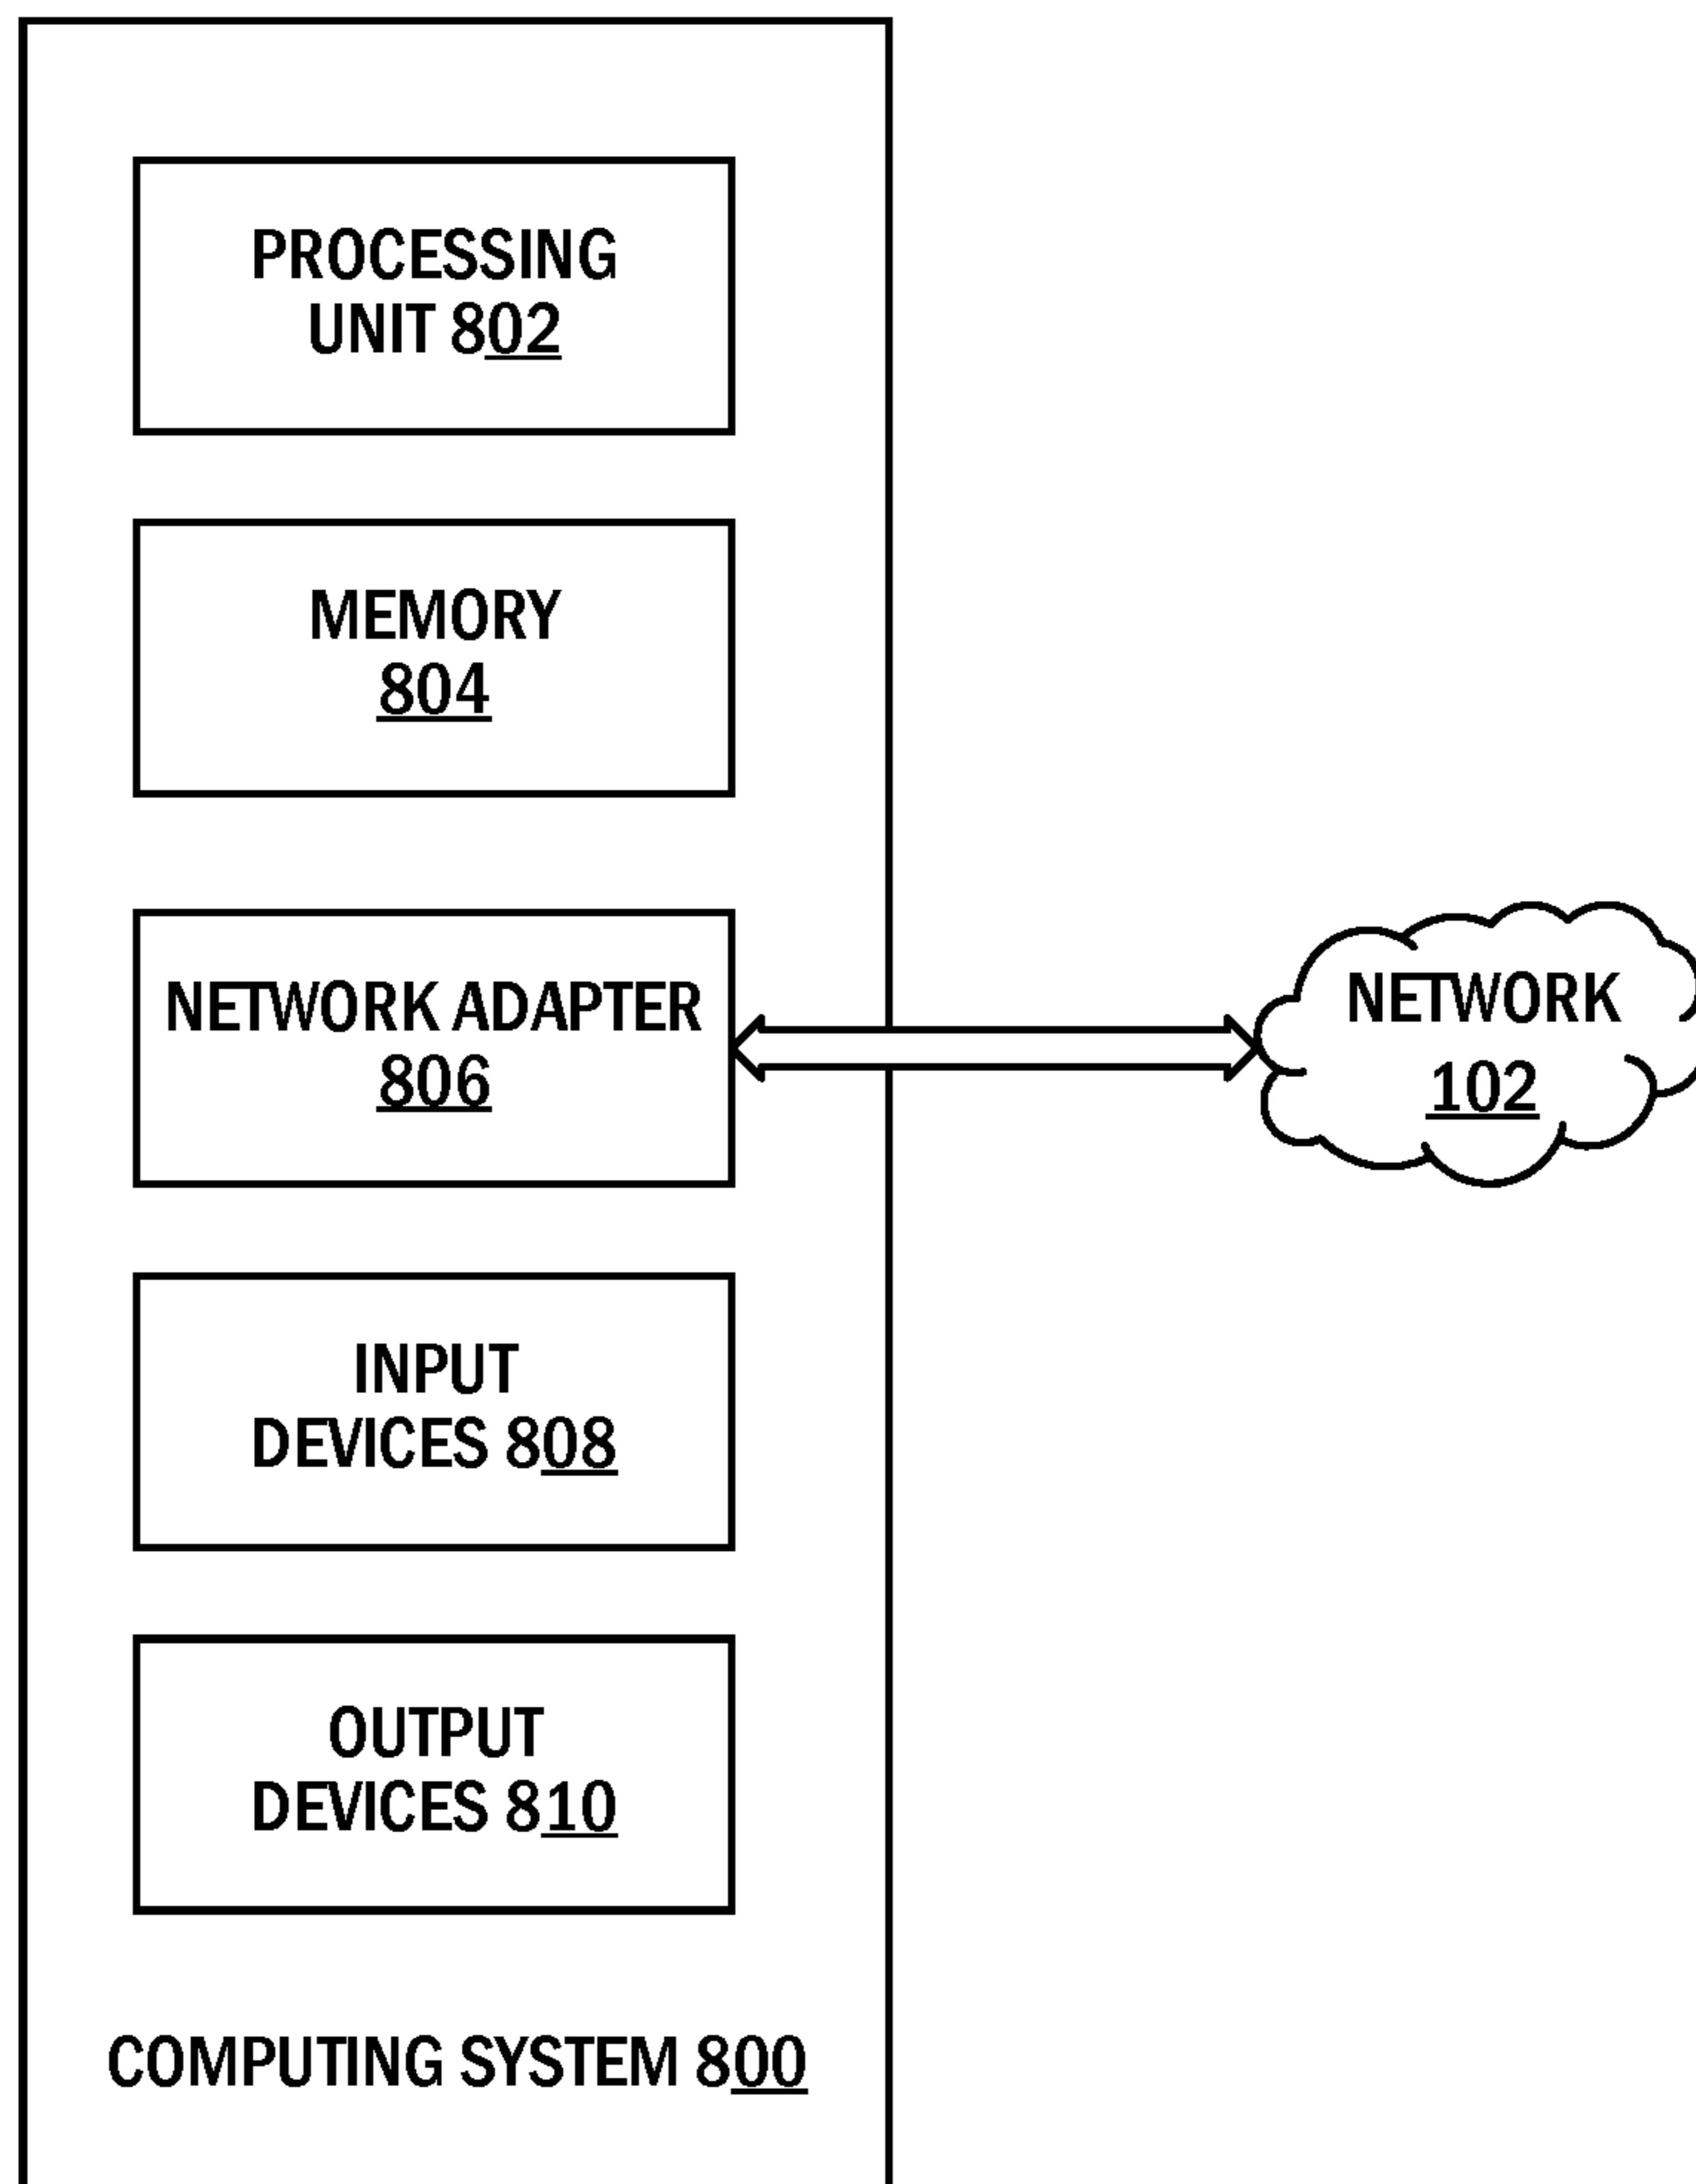 PROCESSING
UNIT 802
MEMORY
804
NETWORK ADAPTER
806
NETWORK
102
INPUT
DEVICES 808
OUTPUT
DEVICES 810
COMPUTING SYSTEM 800